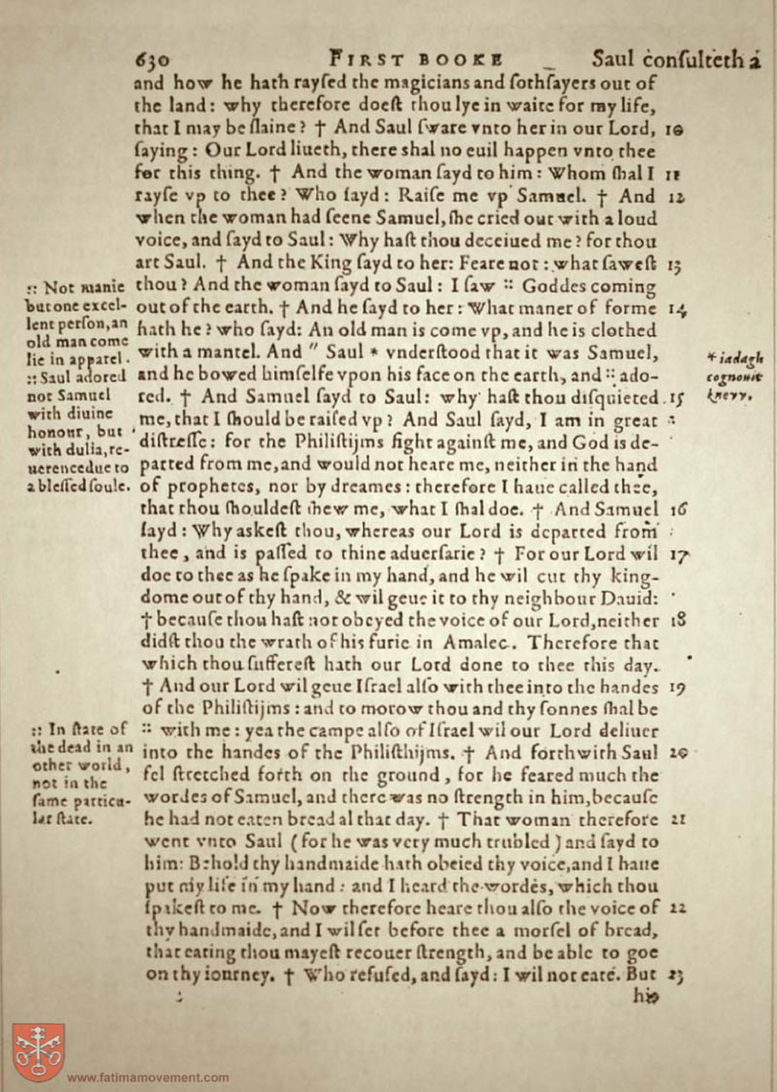 630 FIRST BOOKE Saul conſulteth á
and how he hath rayſed the magicians and ſothſayers out of
the land: why therefore doeſt thou lye in waite for my life,
that I may be ſlaine? † And Saul ſware vnto her in our Lord, 10
ſaying: Our Lord liueth, there shal no euil happen vnto thee
for this thing. † And the woman ſayd to him: Whom ſhal I 11
rayſe vp to thee? Who ſayd: Raiſe me vp Samuel. † And 12
when the woman had ſeene Samuel, ſhe cried out with a loud
voice, and ſayd to Saul: Why haſt thou deceiued me? for thou
art Saul. † And the King ſayd to her: Feare not: what ſaweſt 13
thou? And the woman ſayd to Saul: I ſaw :: Goddes coming
out of the earth. † And he ſayd to her: What maner of forme 14
hath he? who ſayd: An old man is come vp, and he is clothed
with a mantel. And " Saul * vnderſtood that it was Samuel,
and he bowed himſelfe vpon his face on the earth, and :: ado-
red. † And Samuel ſayd to Saul: why haſt thou diſquieted 15
me, that I ſhould be raiſed vp? And Saul ſayd, I am in great
diſtreſſe: for the Philiſtijms fight againſt me, and God is de-
parted from me, and would not heare me, neither in the hand
of prophetes, nor by dreames: therefore I haue called thee,
that thou ſhouldeſt ſhew me, what I ſhal doe. † And Samuel 16
ſayd: Why askeſt thou, whereas our Lord is departed from
thee, and is paſſed to thine aduerſarie? † For our Lord wil 17
doe to thee as he ſpake in my hand, and he wil cut thy king-
dome out of thy hand, & wil geue it to thy neighbour Dauid:
† becauſe thou haſt not obeyed the voice of our Lord, neither 18
didſt thou the wrath of his furie in Amalec. Therefore that
which thou ſuffereſt hath our Lord done to thee this day.
† And our Lord wil geue Iſrael alſo with thee into the handes 19
of the Philiſtijms: and to morow thou and thy ſonnes ſhal be
:: with me: yea the campe alſo of Iſrael wil our Lord deliuer
into the handes of the Philiſthijms. † And forthwith Saul 20
fel ſtretched forth on the ground, for he feared much the
wordes of Samuel, and there was no ſtrength in him, becauſe
he had not eaten bread al that day. † That woman therefore 21
went vnto Saul (for he was very much trubled) and ſayd to
him: Behold thy handmaide hath obeied thy voice, and I haue
put my life in my hand: and I heard the wordes, which thou
ſpakeſt to me. † Now therefore heare thou alſo the voice of 22
thy handmaide, and I wil ſet before thee a morſel of bread,
that eating thou mayeſt recouer ſtrength, and be able to goe
on thy iourney. † Who refuſed, and ſayd: I wil not eate. But 23
his
:: Not manie
but one excel-
lent perſon, an
old man come
lie in apparel.
:: Saul adored
not Samuel
with diuine
honour, but
with dulia, re-
uerence due to
a bleſſed ſoule.
:: In ſtate of
the dead in an
other world,
not in the
ſame particu-
lar ſtate.
* iadagh
cognouit
knevv.
www.fatimamovement.com